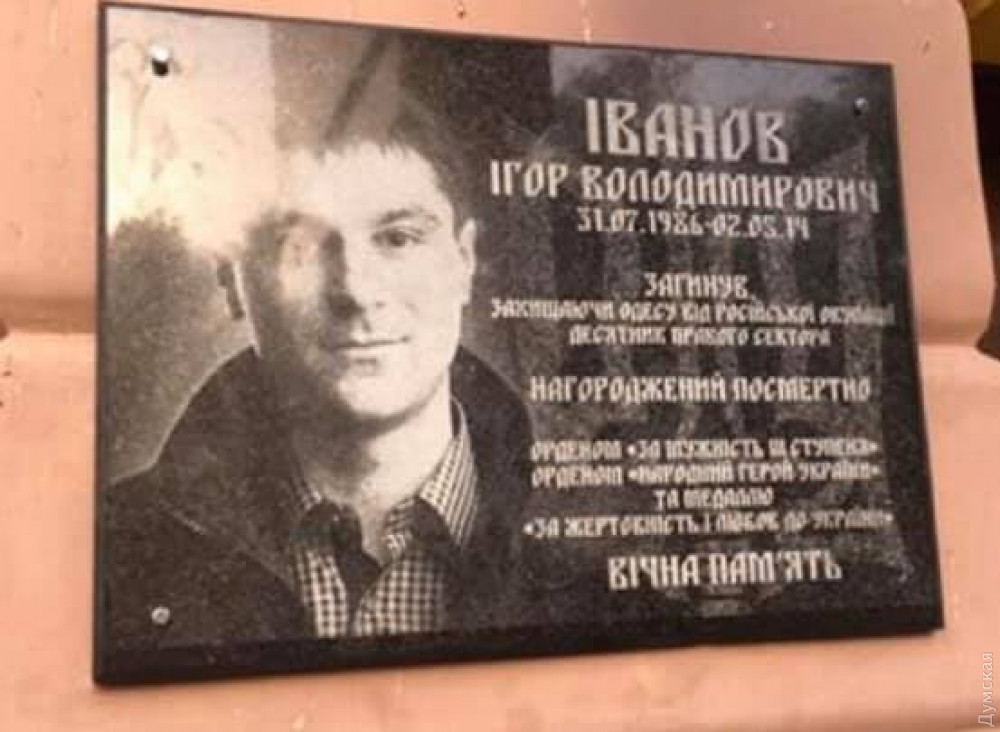 ІВАНОВ
ІГОР ВОЛОДИМИРОВИЧ
31.07.1986-02.05.14
ЗАГИНУВ,
ЗАХИЩАЮЧИ ОДЕСУ ВІД РОСІЙСЬКОЇ ОКУПАЦІЇ
ДЕСЯТНИК ПРАВОГО СЕКТОРА
НАГОРОДЖЕНИЙ ПОСМЕРТНО
ОРДЕНОМ «ЗА МУЖНІСТЬ ІІІ СТУПЕНЯ»
ОРДЕНОМ «НАРОДНИЙ ГЕРОЙ УКРАЇНИ»
ТА МЕДАЛЛЮ
«ЗА ЖЕРТОВНІСТЬ І ЛЮБОВ ДО УКРАЇНИ»
ВІЧНА ПАМ'ЯТЬ
Думская